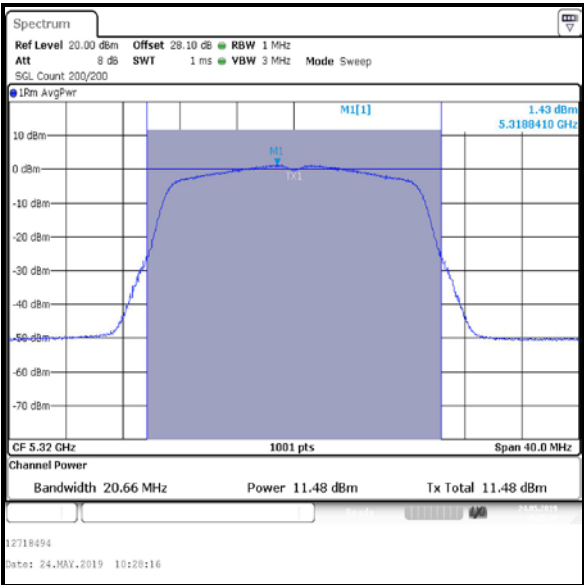 Spectrum
Ref Level 20.00 dBm Offset 28.10 dB RBW 1 MHz
Att 8 dB SWT 1 ms VBW 3 MHz Mode Sweep
SGL Count 200/200
1Rm AvgPwr
M1[1] 1.43 dBm
5.3188410 GHz
10 dBm
M1
0 dBm
TX1
-10 dBm
-20 dBm
-30 dBm
-40 dBm
-50 dBm
-60 dBm
-70 dBm
CF 5.32 GHz 1001 pts Span 40.0 MHz
Channel Power
Bandwidth 20.66 MHz Power 11.48 dBm Tx Total 11.48 dBm
Ready 24.05.2019
12718494
Date: 24.MAY.2019 10:28:16